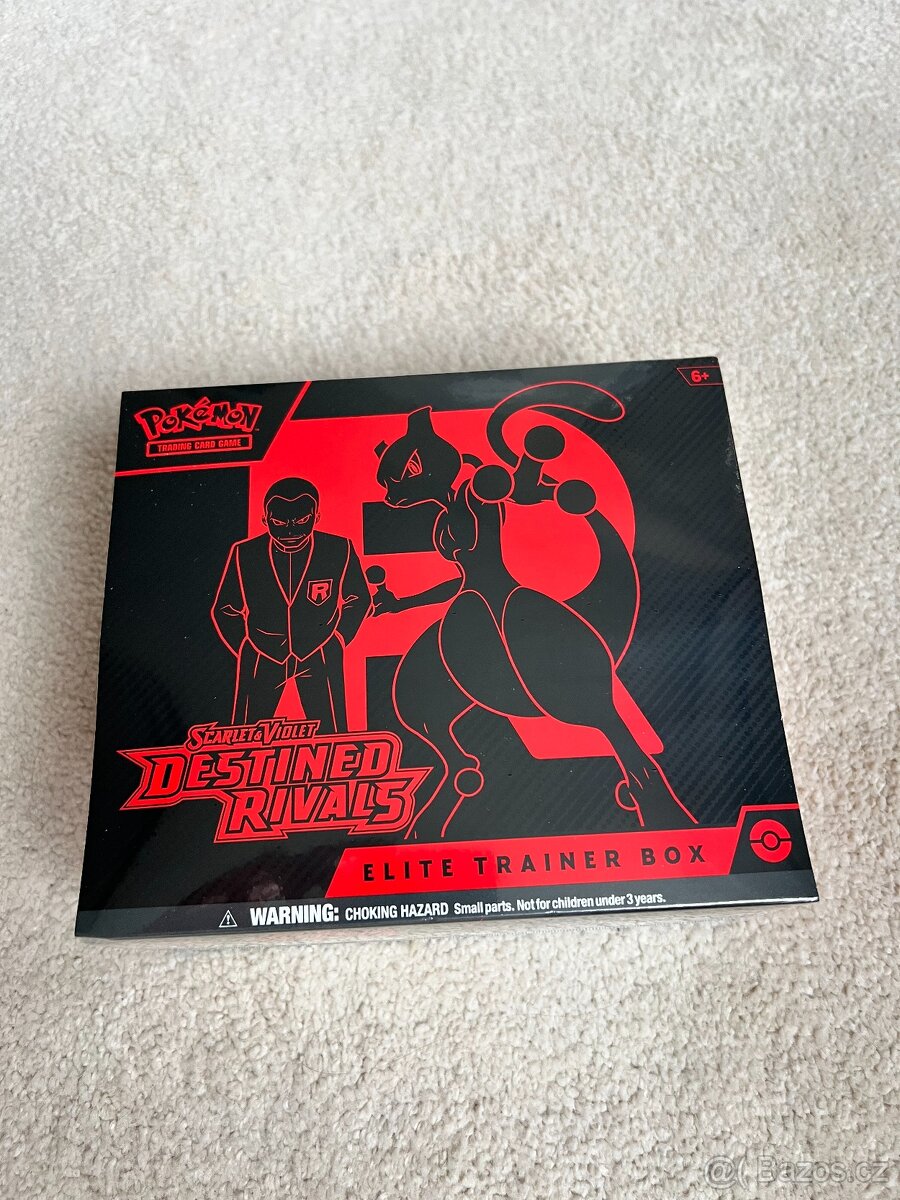 6+
POKéMON
TRADING CARD GAME
R
SCARLET & VIOLET
DESTINED
RIVALS
ELITE TRAINER BOX
⚠ WARNING: CHOKING HAZARD Small parts. Not for children under 3 years.
@ Bazos.cz